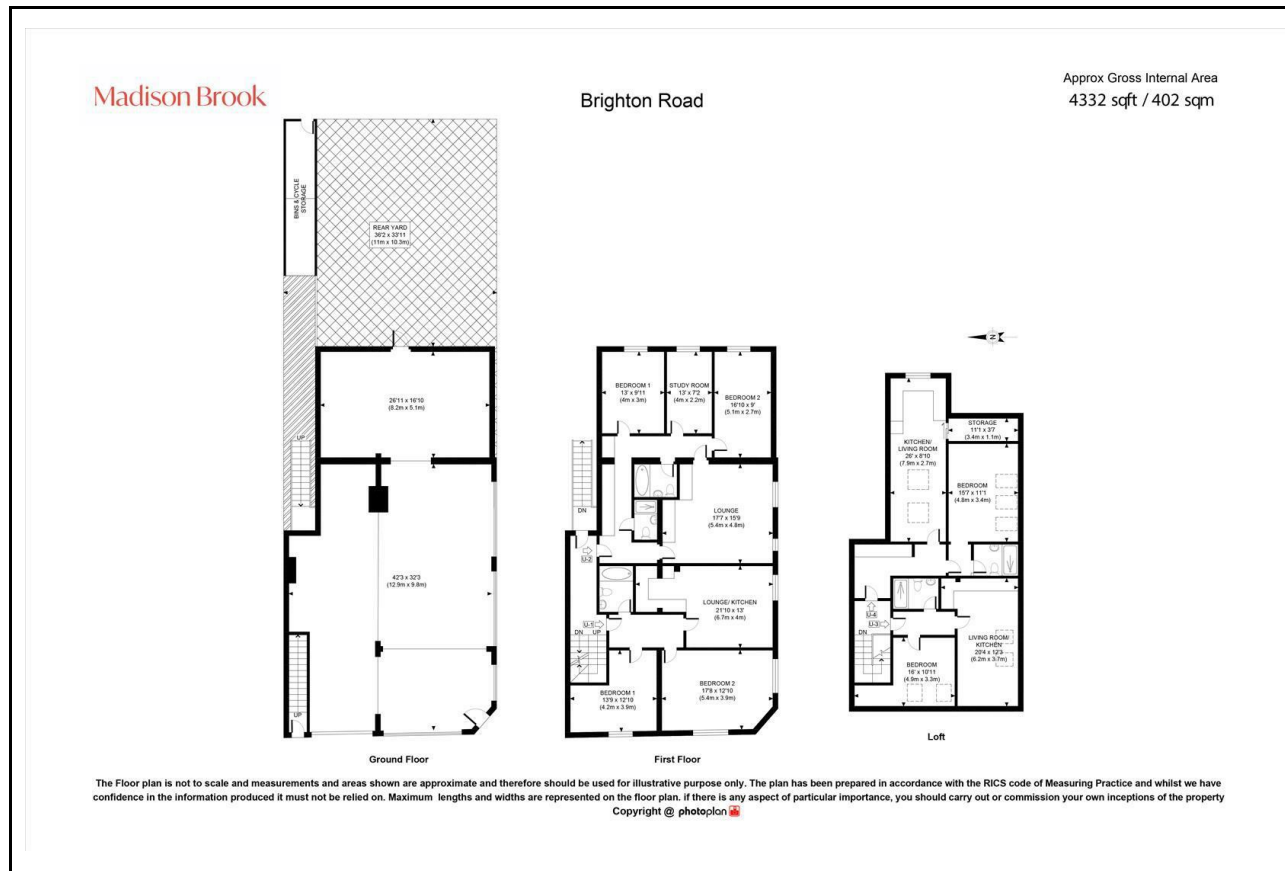 Madison Brook
Brighton Road
Approx Gross Internal Area
4332 sqft / 402 sqm
BINS & CYCLE
STORAGE
REAR YARD
36'2 x 33'11
(11m x 10.3m)
UP
26'11 x 16'10
(8.2m x 5.1m)
42'3 x 32'3
(12.9m x 9.8m)
UP
Ground Floor
BEDROOM 1
13' x 9'11
(4m x 3m)
STUDY ROOM
13' x 7'2
(4m x 2.2m)
BEDROOM 2
16'10 x 9'
(5.1m x 2.7m)
DN
LOUNGE
17'7 x 15'9
(5.4m x 4.8m)
U-2
LOUNGE/ KITCHEN
21'10 x 13'
(6.7m x 4m)
U-1
DN UP
BEDROOM 1
13'9 x 12'10
(4.2m x 3.9m)
BEDROOM 2
17'8 x 12'10
(5.4m x 3.9m)
First Floor
N
STORAGE
11'1 x 3'7
(3.4m x 1.1m)
KITCHEN/
LIVING ROOM
26' x 8'10
(7.9m x 2.7m)
BEDROOM
15'7 x 11'1
(4.8m x 3.4m)
U-4
U-3
DN
LIVING ROOM/
KITCHEN
20'4 x 12'3
(6.2m x 3.7m)
BEDROOM
16' x 10'11
(4.9m x 3.3m)
Loft
The Floor plan is not to scale and measurements and areas shown are approximate and therefore should be used for illustrative purpose only. The plan has been prepared in accordance with the RICS code of Measuring Practice and whilst we have
confidence in the information produced it must not be relied on. Maximum lengths and widths are represented on the floor plan. if there is any aspect of particular importance, you should carry out or commission your own inceptions of the property
Copyright @ photoplan